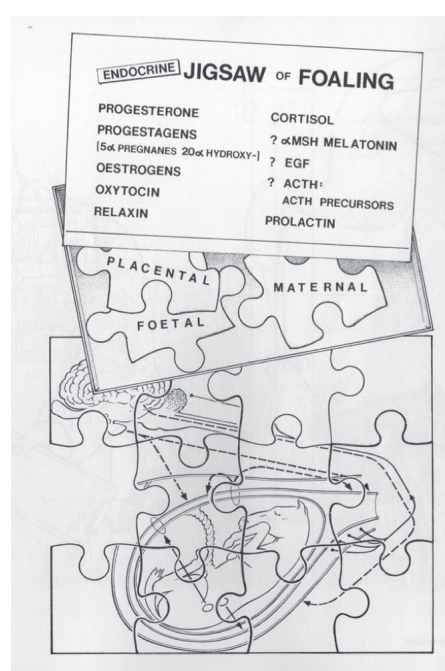 ENDOCRINE JIGSAW OF FOALING
PROGESTERONE
PROGESTAGENS
[5α PREGNANES 20α HYDROXY-]
OESTROGENS
OXYTOCIN
RELAXIN
CORTISOL
? αMSH MELATONIN
? EGF
? ACTH:
ACTH PRECURSORS
PROLACTIN
PLACENTAL
MATERNAL
FOETAL